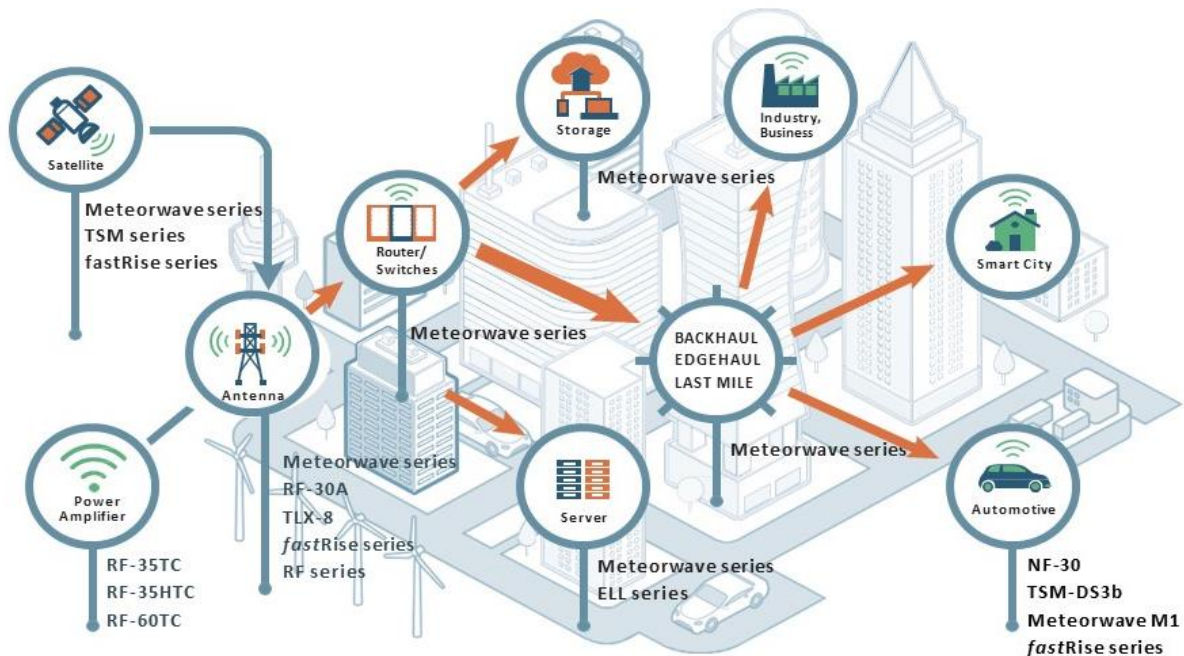 Satellite
Meteorwave series
TSM series
fastRise series
Storage
Meteorwave series
Industry,
Business
Router/
Switches
Meteorwave series
Smart City
BACKHAUL
EDGEHAUL
LAST MILE
Meteorwave series
Antenna
Meteorwave series
RF-30A
TLX-8
fastRise series
RF series
Power
Amplifier
RF-35TC
RF-35HTC
RF-60TC
Server
Meteorwave series
ELL series
Automotive
NF-30
TSM-DS3b
Meteorwave M1
fastRise series